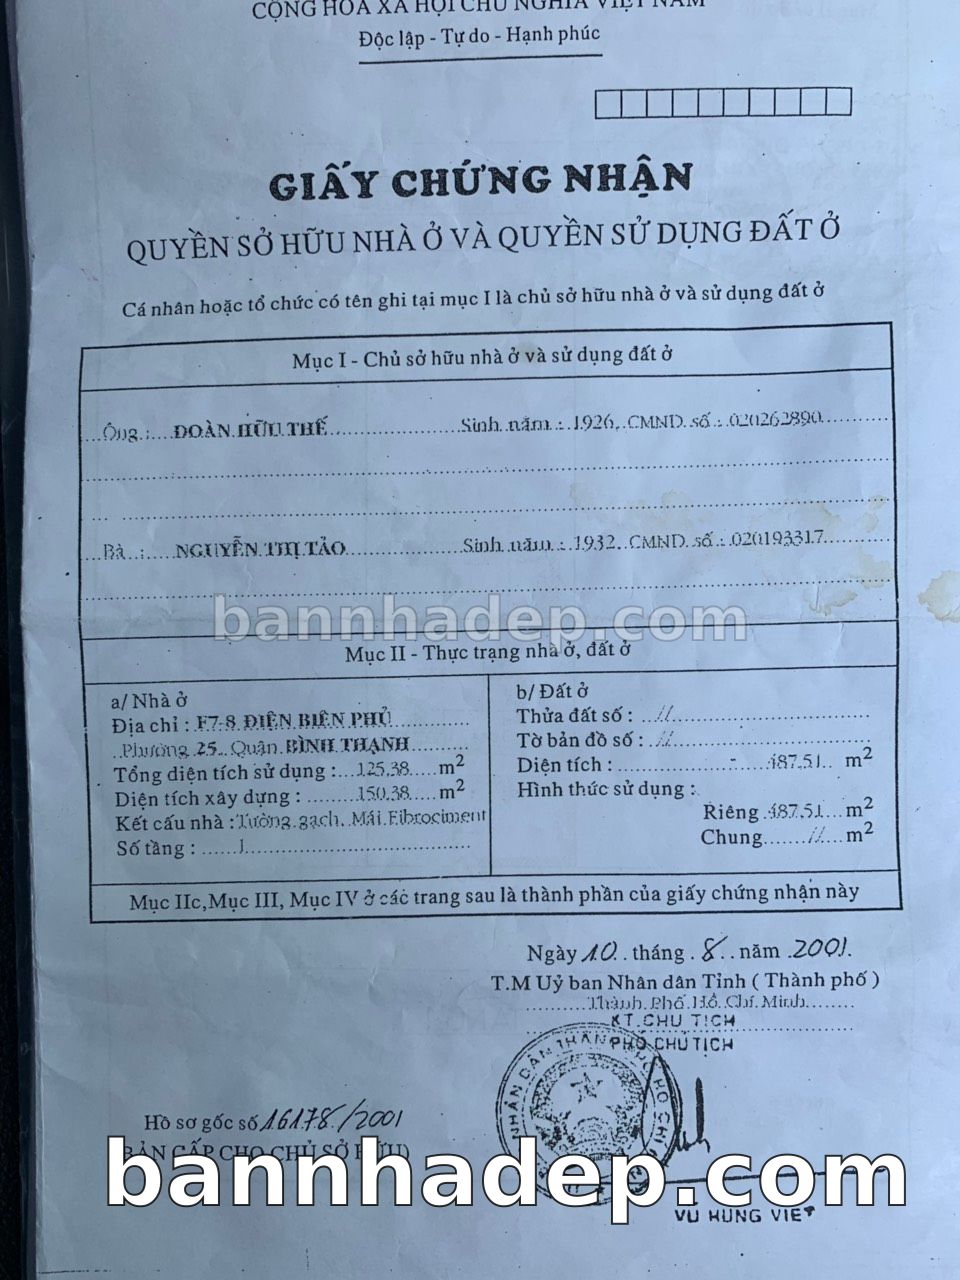 CỘNG HÒA XÃ HỘI CHỦ NGHĨA VIỆT NAM
Độc lập - Tự do - Hạnh phúc
GIẤY CHỨNG NHẬN
QUYỀN SỞ HỮU NHÀ Ở VÀ QUYỀN SỬ DỤNG ĐẤT Ở
Cá nhân hoặc tổ chức có tên ghi tại mục I là chủ sở hữu nhà ở và sử dụng đất ở
Mục I - Chủ sở hữu nhà ở và sử dụng đất ở
Ông : ĐOÀN HỮU THẾ Sinh năm : 1926, CMND số : 020262890
Bà : NGUYỄN THỊ TẢO Sinh năm : 1932 CMND số : 020193317
bannhadep.com
Mục II - Thực trạng nhà ở, đất ở
a/ Nhà ở
Địa chỉ : F7-8 ĐIỆN BIÊN PHỦ
Phường 25 Quận BÌNH THẠNH
Tổng diện tích sử dụng : 125,38 m2
Diện tích xây dựng : 150,38 m2
Kết cấu nhà : Tường gạch, Mái Fibrociment
Số tầng : 1
b/ Đất ở
Thửa đất số : //
Tờ bản đồ số : //
Diện tích : 487,51 m2
Hình thức sử dụng :
Riêng 487,51 m2
Chung // m2
Mục IIc, Mục III, Mục IV ở các trang sau là thành phần của giấy chứng nhận này
Ngày 10 tháng 8 năm 2001
T.M Uỷ ban Nhân dân Tỉnh ( Thành phố )
Thành Phố Hồ Chí Minh
KT.CHỦ TỊCH
PHÓ CHỦ TỊCH
Hồ sơ gốc số 16178/2001
BẢN CẤP CHO CHỦ SỞ HỮU
bannhadep.com
VŨ HÙNG VIỆT